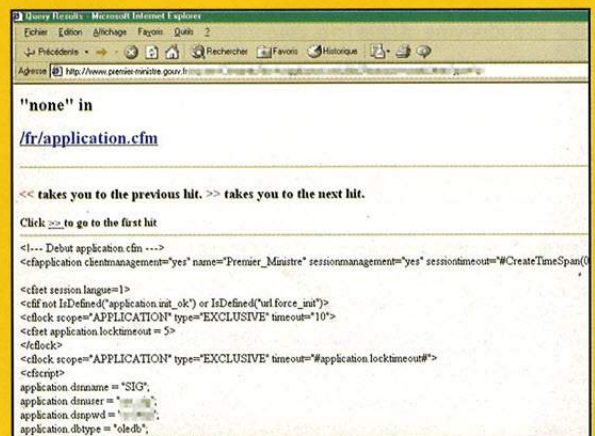 Query Results - Microsoft Internet Explorer
Fichier Edition Affichage Favoris Outils ?
Précédente Rechercher Favoris Historique
Adresse http://www.premier-ministre.gouv.fr
"none" in
/fr/application.cfm
<< takes you to the previous hit. >> takes you to the next hit.
Click >> to go to the first hit
<!--- Debut application.cfm --->
<cfapplication clientmanagement="yes" name="Premier_Ministre" sessionmanagement="yes" sessiontimeout="#CreateTimeSpan(0
<cfset session.langue=1>
<cfif not IsDefined("application.init_ok") or IsDefined("url.force_init")>
<cflock scope="APPLICATION" type="EXCLUSIVE" timeout="10">
<cfset application.locktimeout = 5>
</cflock>
<cflock scope="APPLICATION" type="EXCLUSIVE" timeout="#application.locktimeout#">
<cfscript>
application.dsnname = "SIG";
application.dsnuser = "
application.dsnpwd = "
application.dbtype = "oledb";